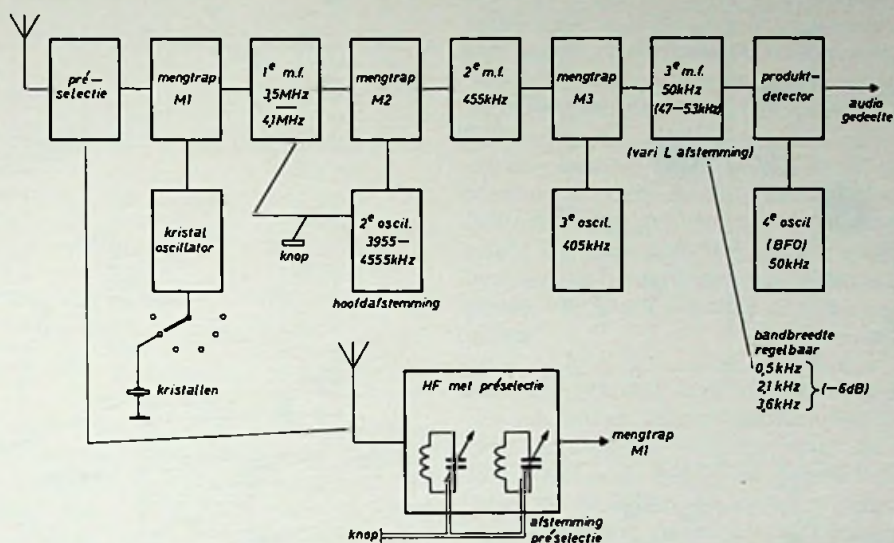 pré-
selectie
mengtrap
M1
1e m.f.
3,5MHz
4,1MHz
mengtrap
M2
2e m.f.
455kHz
mengtrap
M3
3e m.f.
50kHz
(47–53kHz)
produkt-
detector
audio
gedeelte
(vari L afstemming)
kristal
oscillator
knop
2e oscil.
3955–
4555kHz
hoofdafstemming
3e oscil.
405kHz
4e oscil
(BFO)
50kHz
kristallen
bandbreedte
regelbaar
0,5kHz
2,1 kHz
3,6kHz
(–6dB)
HF met préselectie
mengtrap
M1
knop
afstemming
préselectie